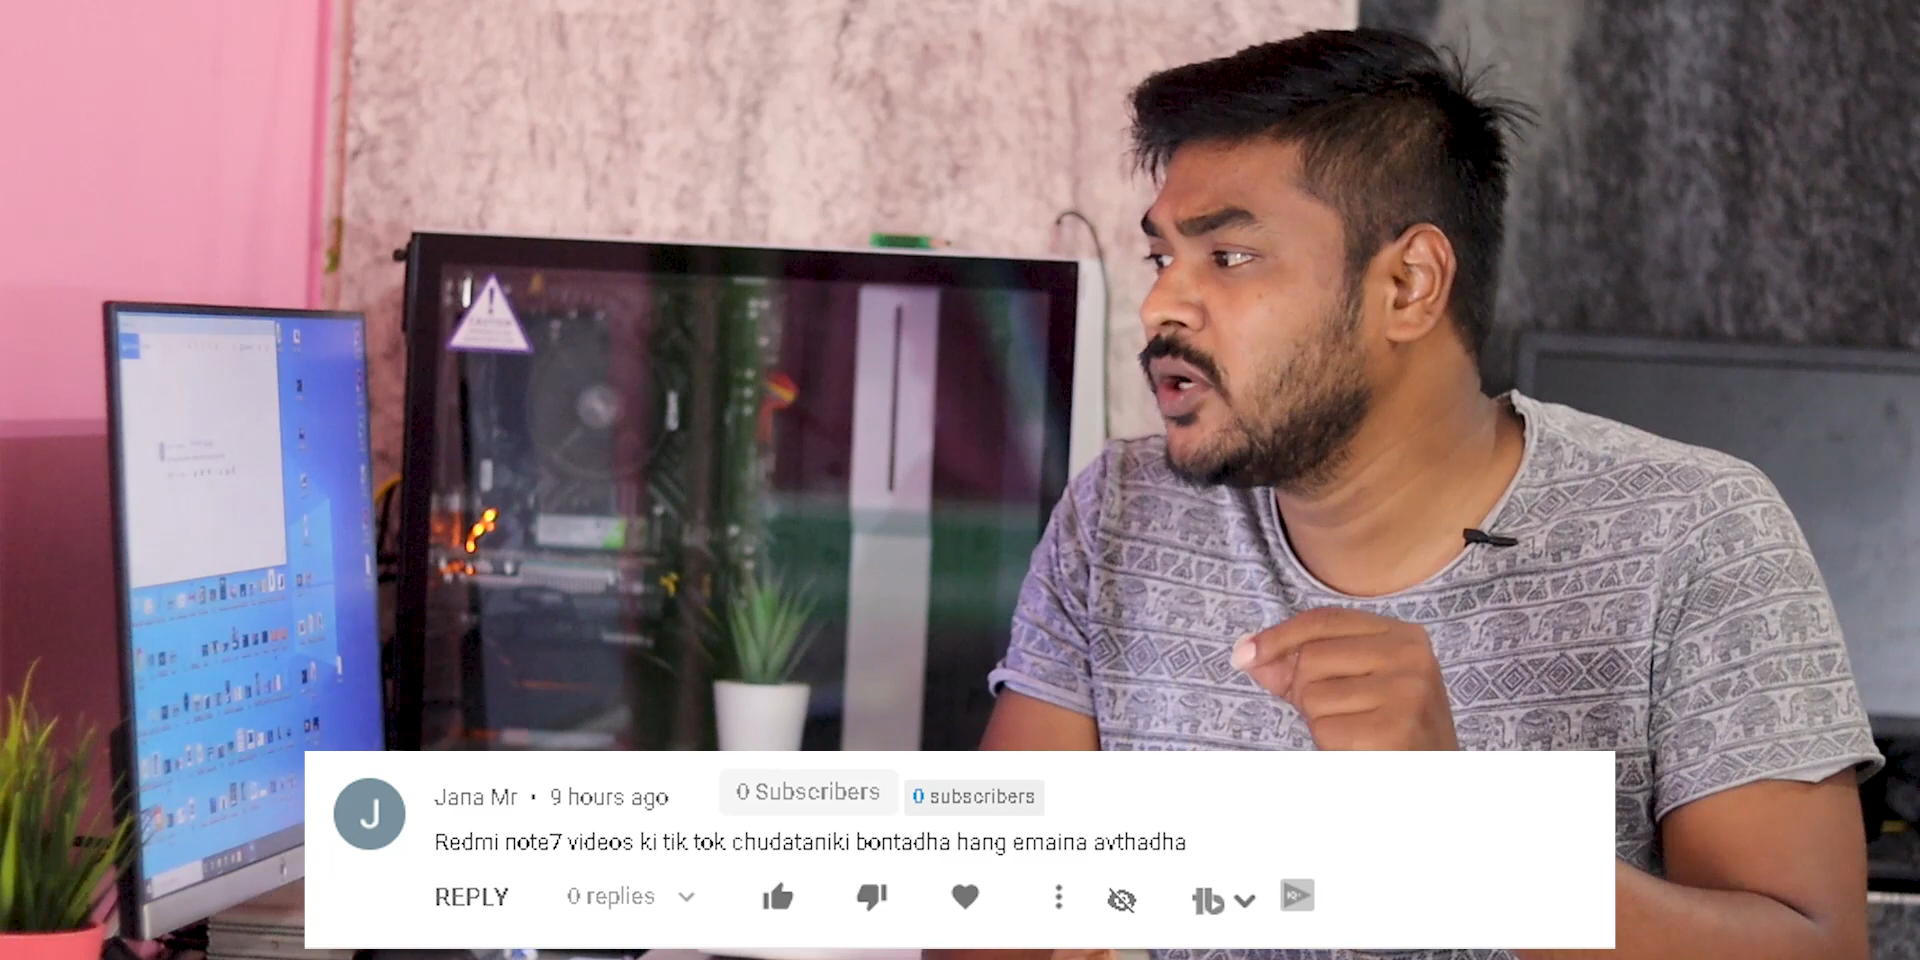 CAUTION
J
Jana Mr • 9 hours ago 0 Subscribers 0 subscribers
Redmi note7 videos ki tik tok chudataniki bontadha hang emaina avthadha
REPLY 0 replies